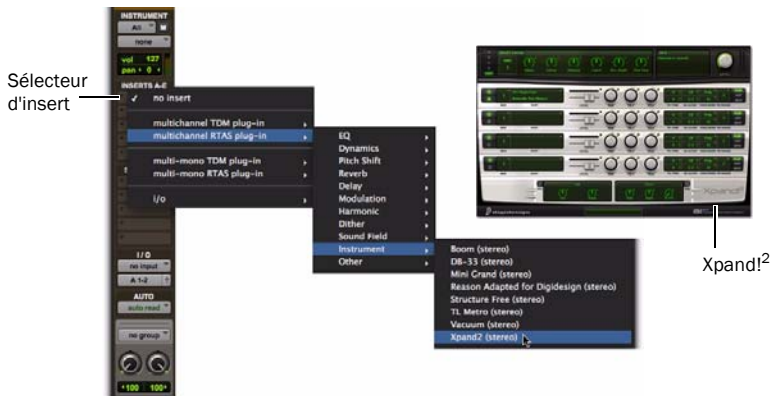 INSTRUMENT
All M
none
vol 127
pan 0
INSERTS A-E
Sélecteur
d'insert
✓ no insert
multichannel TDM plug-in
multichannel RTAS plug-in
multi-mono TDM plug-in
multi-mono RTAS plug-in
i/o
EQ
Dynamics
Pitch Shift
Reverb
Delay
Modulation
Harmonic
Dither
Sound Field
Instrument
Other
Boom (stereo)
DB-33 (stereo)
Mini Grand (stereo)
Reason Adapted for Digidesign (stereo)
Structure Free (stereo)
TL Metro (stereo)
Vacuum (stereo)
Xpand2 (stereo)
Xpand!²
I / O
no input
A 1-2
AUTO
auto read
no group
100 100